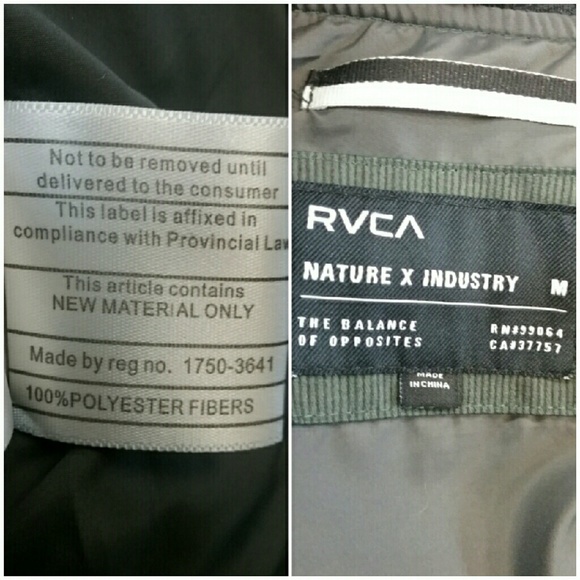 Not to be removed until
delivered to the consumer
This label is affixed in
compliance with Provincial Law
This article contains
NEW MATERIAL ONLY
Made by reg no. 1750-3641
100%POLYESTER FIBERS
RVCA
NATURE X INDUSTRY M
THE BALANCE
OF OPPOSITES
RN#99064
CA#37757
MADE
IN CHINA